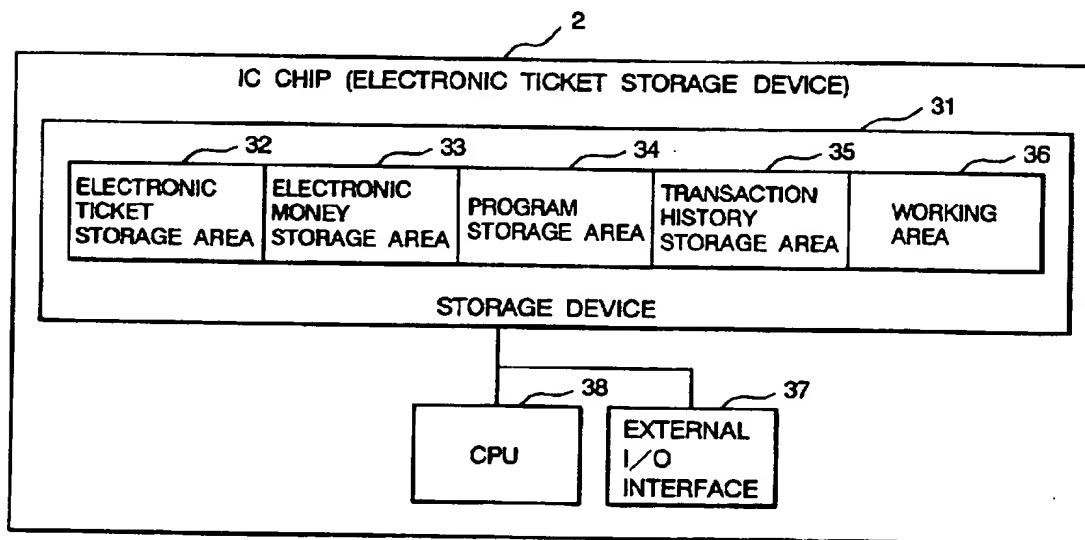 2
IC CHIP (ELECTRONIC TICKET STORAGE DEVICE)
31
32
33
34
35
36
ELECTRONIC
TICKET
STORAGE AREA
ELECTRONIC
MONEY
STORAGE AREA
PROGRAM
STORAGE AREA
TRANSACTION
HISTORY
STORAGE AREA
WORKING
AREA
STORAGE DEVICE
38
37
CPU
EXTERNAL
I/O
INTERFACE